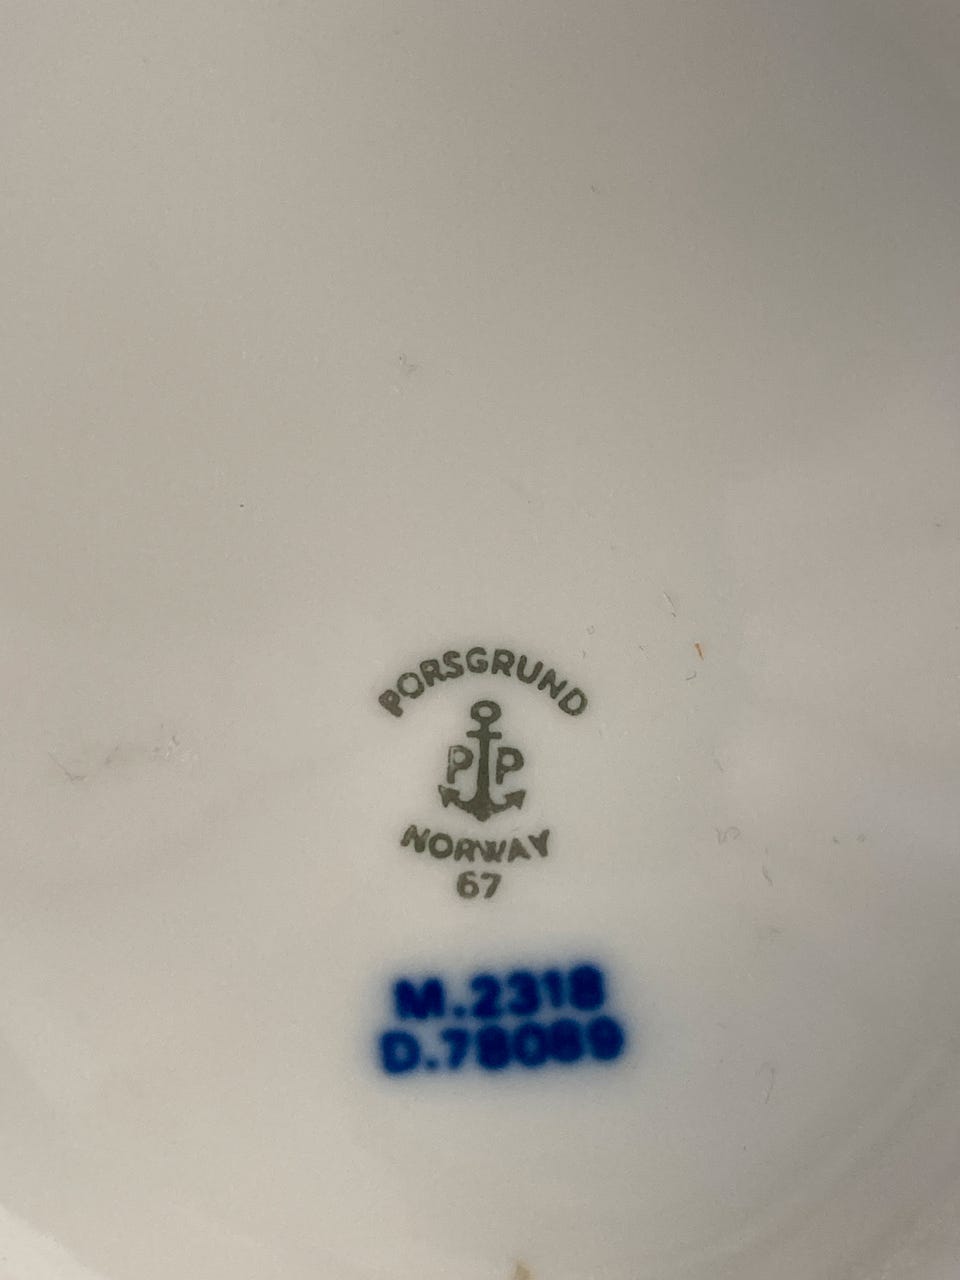 PORSGRUND
P P
NORWAY
67
M.2318
D.78089